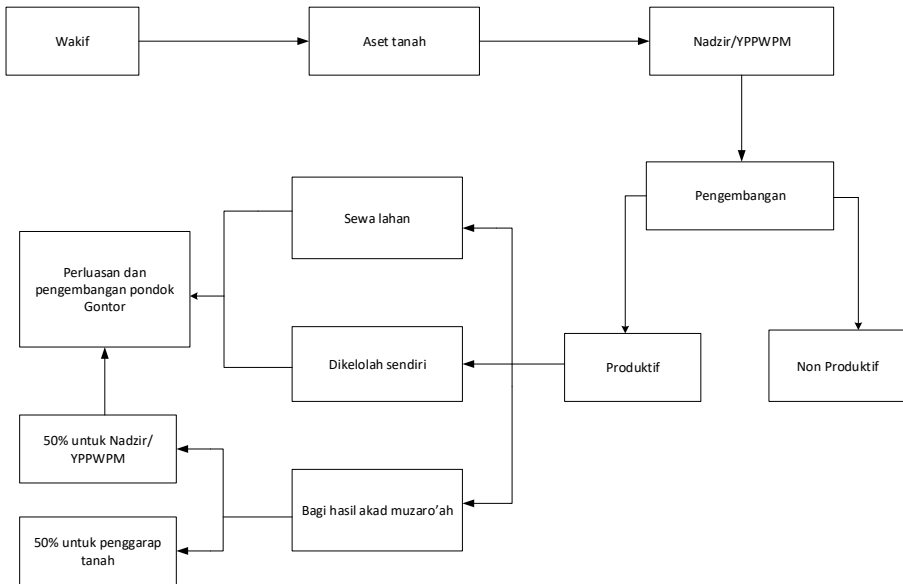 Wakif
Aset tanah
Nadzir/YPPWPM
Pengembangan
Sewa lahan
Perluasan dan
pengembangan pondok
Gontor
Dikelolah sendiri
Produktif
Non Produktif
50% untuk Nadzir/
YPPWPM
Bagi hasil akad muzaro’ah
50% untuk penggarap
tanah